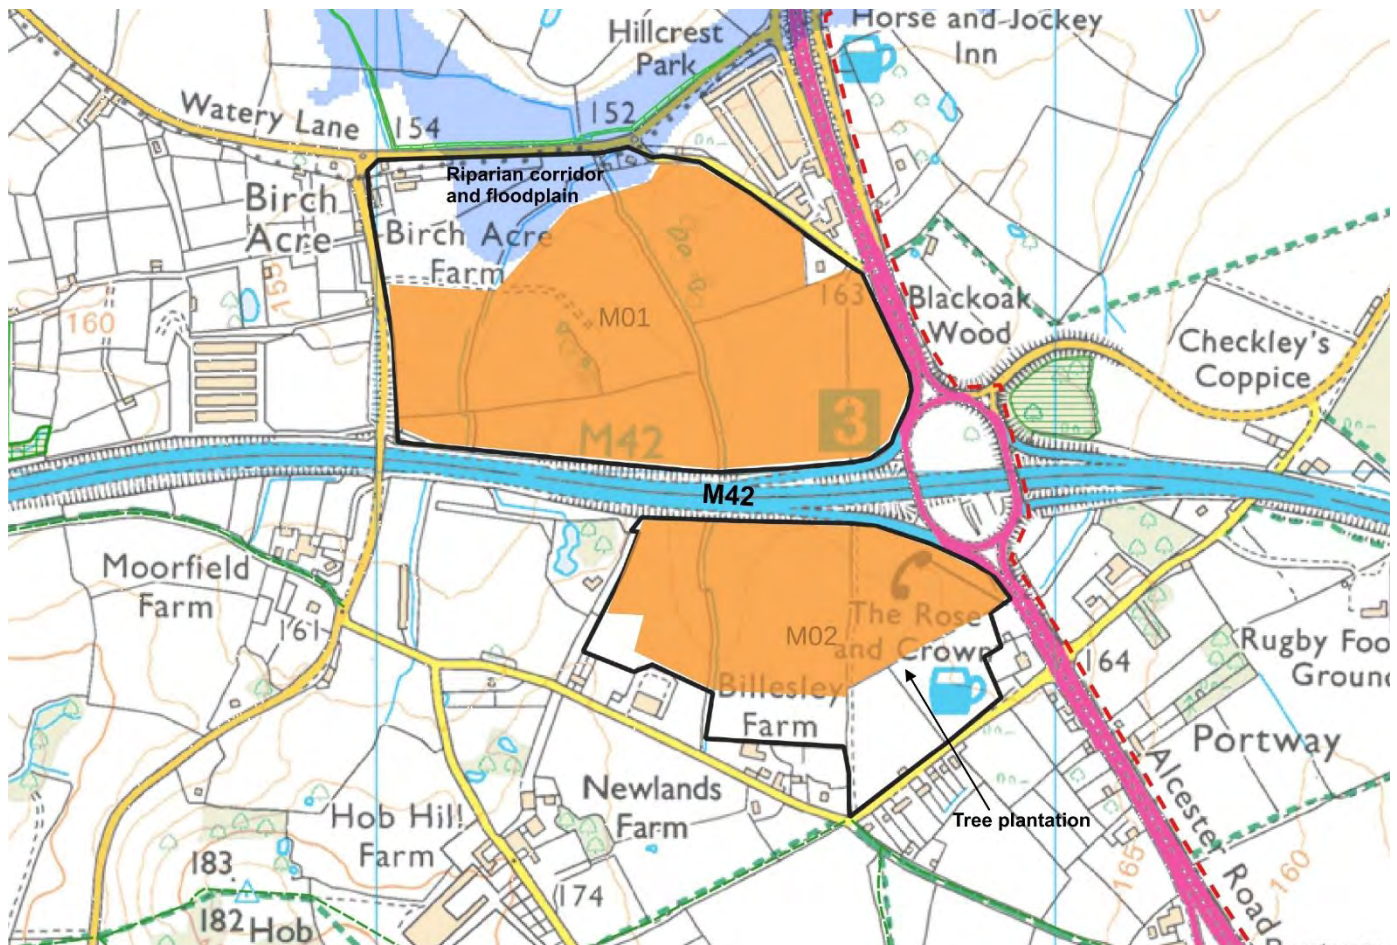 Hillcrest
Park
Horse and Jockey
Inn
Watery Lane
154
152
Riparian corridor
and floodplain
Birch
Acre
Birch Acre
Farm
155
160
M01
163
Blackoak
Wood
Checkley's
Coppice
M42
3
M42
Moorfield
Farm
161
The Rose
and Crown
M02
164
Rugby Foo
Ground
Billesley
Farm
Portway
Newlands
Farm
Tree plantation
Hob Hill
Farm
Alcester Road
165
160
183
174
182
Hob